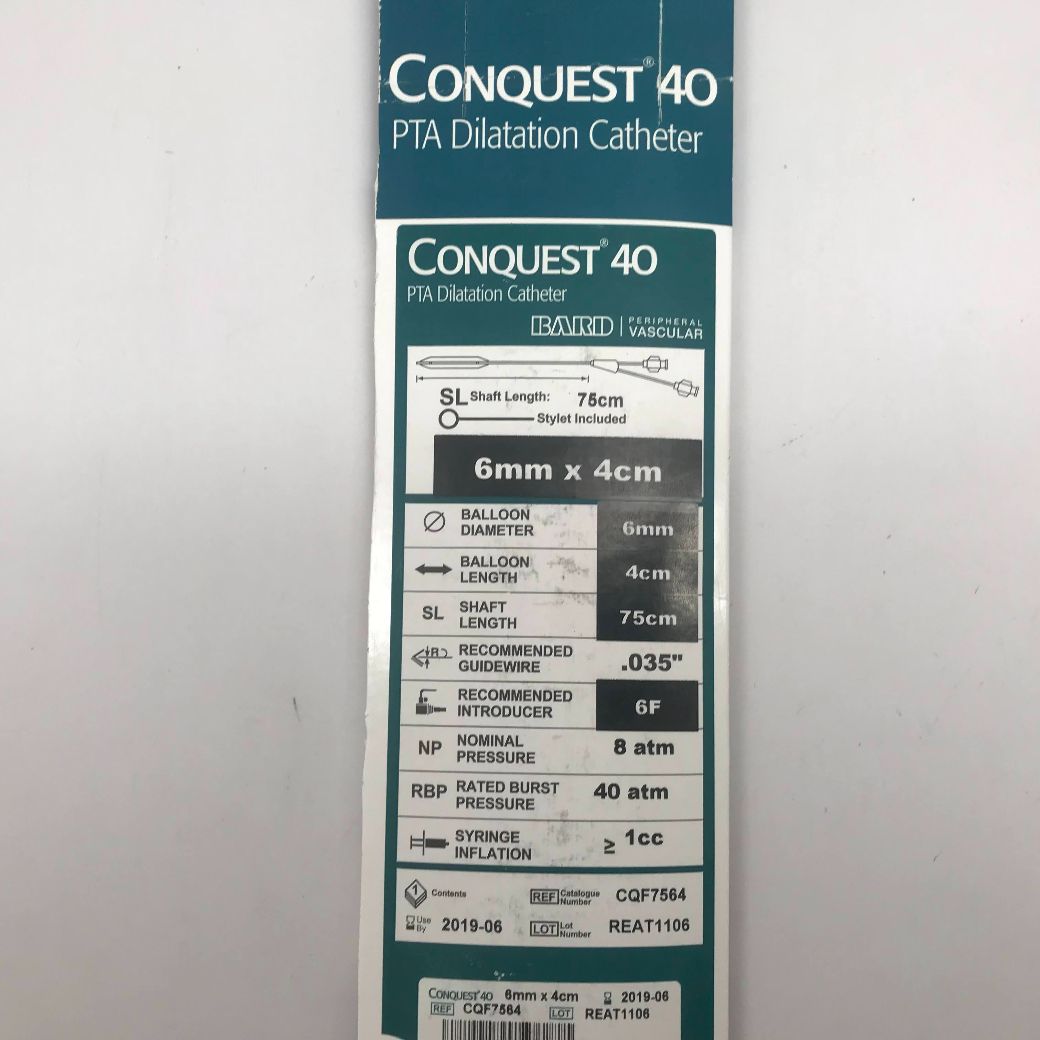 CONQUEST® 40
PTA Dilatation Catheter
CONQUEST® 40
PTA Dilatation Catheter
BARD | PERIPHERAL VASCULAR
SL Shaft Length: 75cm
Stylet Included
6mm x 4cm
BALLOON DIAMETER 6mm
BALLOON LENGTH 4cm
SL SHAFT LENGTH 75cm
RECOMMENDED GUIDEWIRE .035"
RECOMMENDED INTRODUCER 6F
NP NOMINAL PRESSURE 8 atm
RBP RATED BURST PRESSURE 40 atm
SYRINGE INFLATION ≥ 1cc
1 Contents REF Catalogue Number CQF7564
Use By 2019-06 LOT Lot Number REAT1106
CONQUEST® 40 6mm x 4cm 2019-06
REF CQF7564 LOT REAT1106